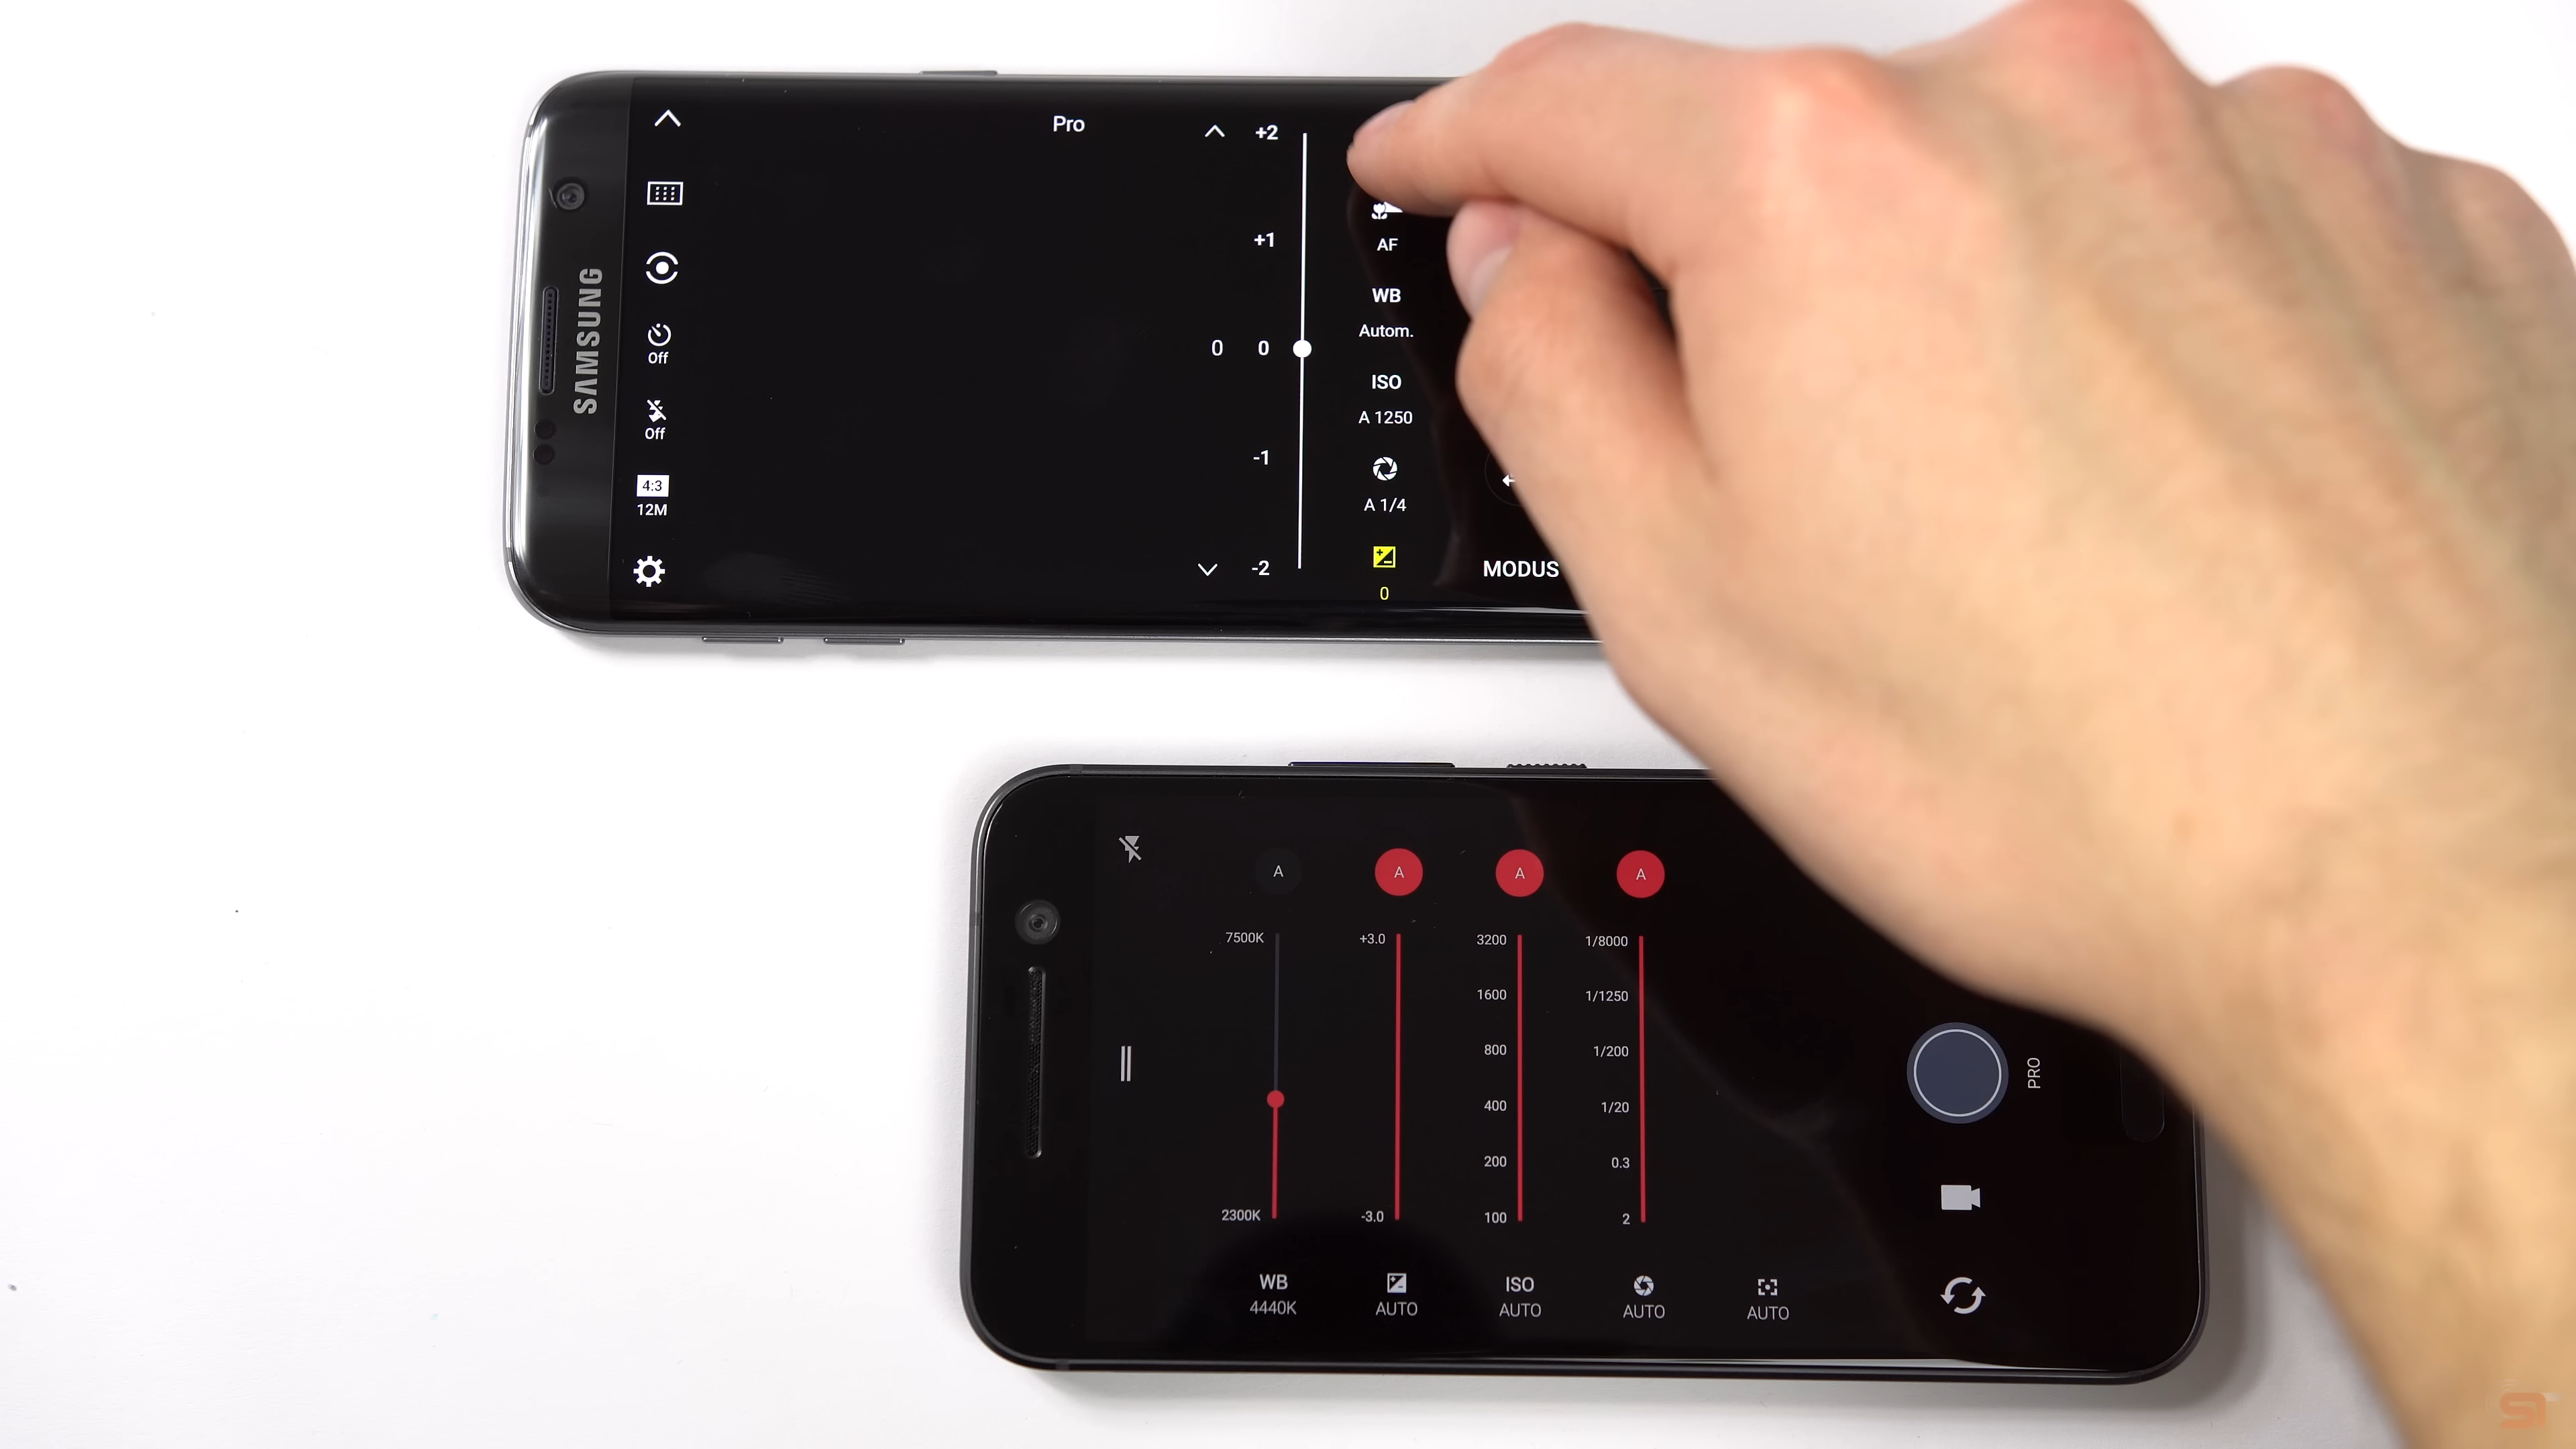 SAMSUNG
Off
Off
4:3
12M
Pro
+2
+1
0 0
-1
-2
AF
WB
Autom.
ISO
A 1250
A 1/4
0
MODUS
A
A
A
A
7500K
2300K
+3.0
-3.0
3200
1600
800
400
200
100
1/8000
1/1250
1/200
1/20
0.3
2
WB
4440K
AUTO
ISO
AUTO
AUTO
AUTO
PRO